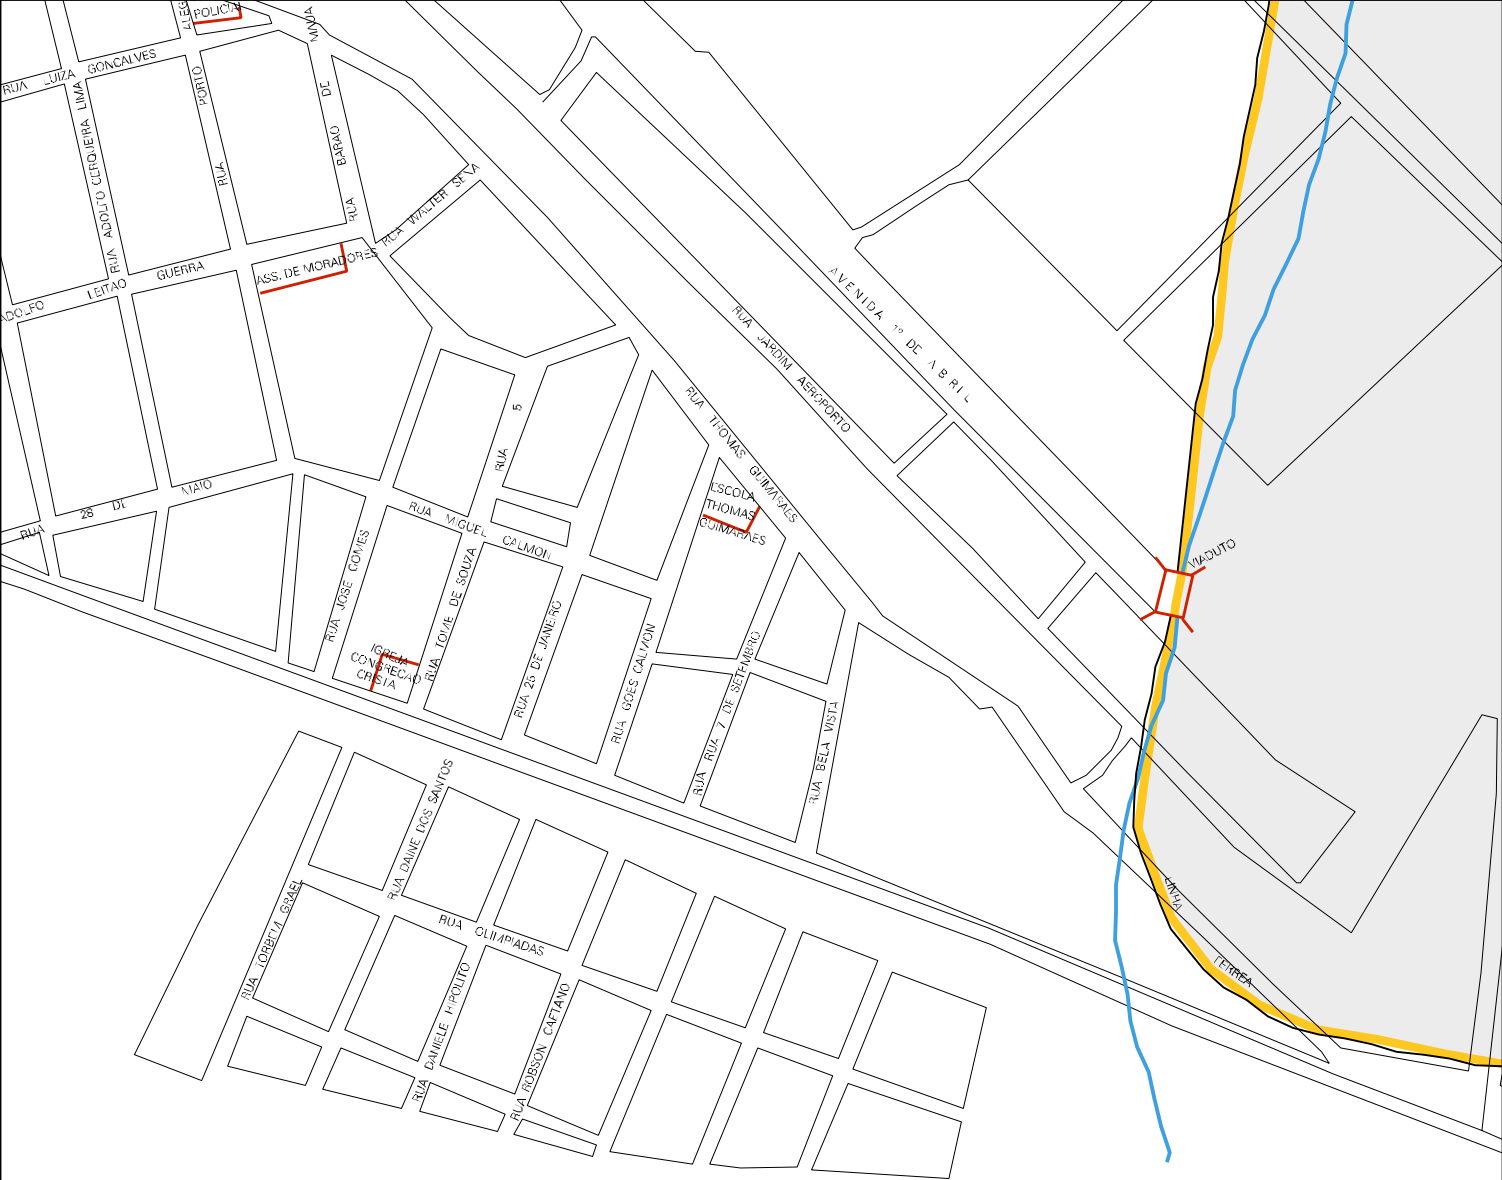 POLICIA
RUA LUIZA GONCALVES
RUA ADOLFO CERQUEIRA LIMA
RUA PORTO
RUA BARAO DE
RUA WALTER SEVA
ADOLFO LEITAO GUERRA
ASS. DE MORADORES
RUA 28 DE MAIO
RUA 5
RUA MIGUEL CALMON
RUA JOSE GOMES
RUA TOME DE SOUZA
RUA 25 DE JANEIRO
RUA GOES CALMON
RUA RUA 7 DE SETEMBRO
RUA BELA VISTA
IGREJA
CONGRECAO
CRISTA
ESCOLA
THOMAS
GUIMARAES
RUA THOMAS GUIMARAES
RUA JARDIM AEROPORTO
AVENIDA 1º DE ABRIL
VIADUTO
LINHA FERREA
RUA TORBEM GRAEL
RUA DAINE DOS SANTOS
RUA OLIMPIADAS
RUA DANIELE HIPOLITO
RUA ROBSON CAETANO